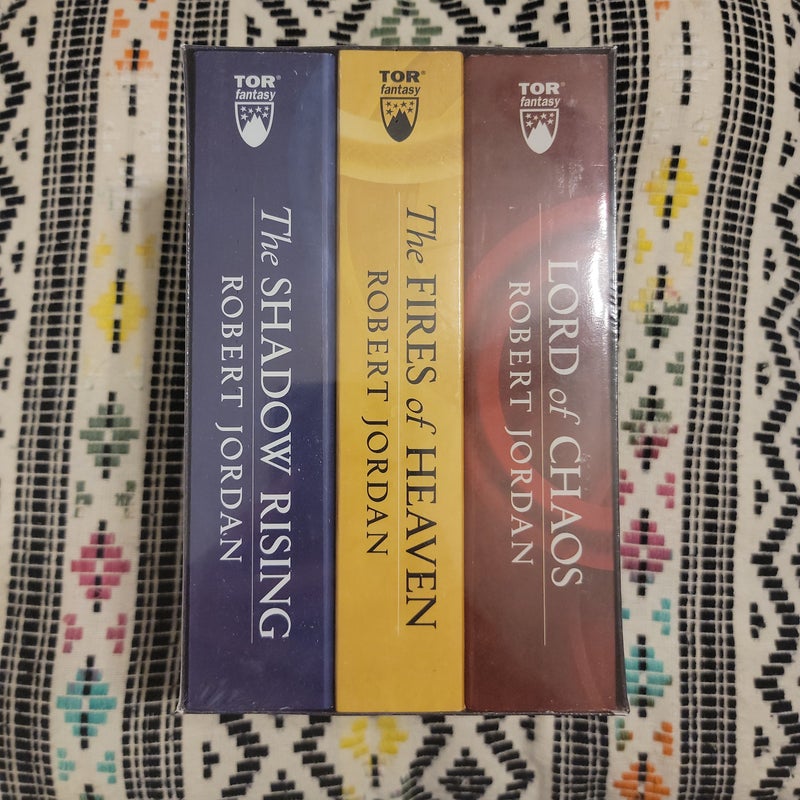 TOR®
fantasy
The SHADOW RISING
ROBERT JORDAN
TOR®
fantasy
The FIRES of HEAVEN
ROBERT JORDAN
TOR®
fantasy
LORD of CHAOS
ROBERT JORDAN